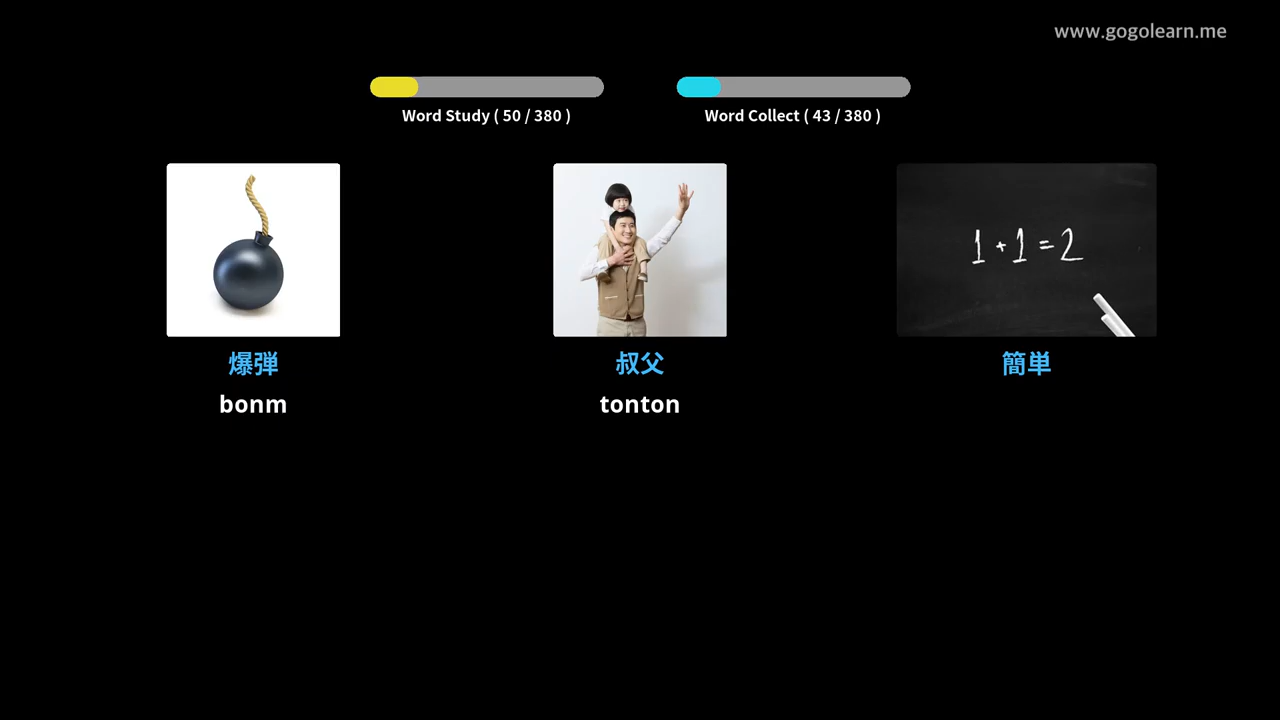 www.gogolearn.me
Word Study ( 50 / 380 )
Word Collect ( 43 / 380 )
1 + 1 = 2
爆弾
叔父
簡単
bonm
tonton